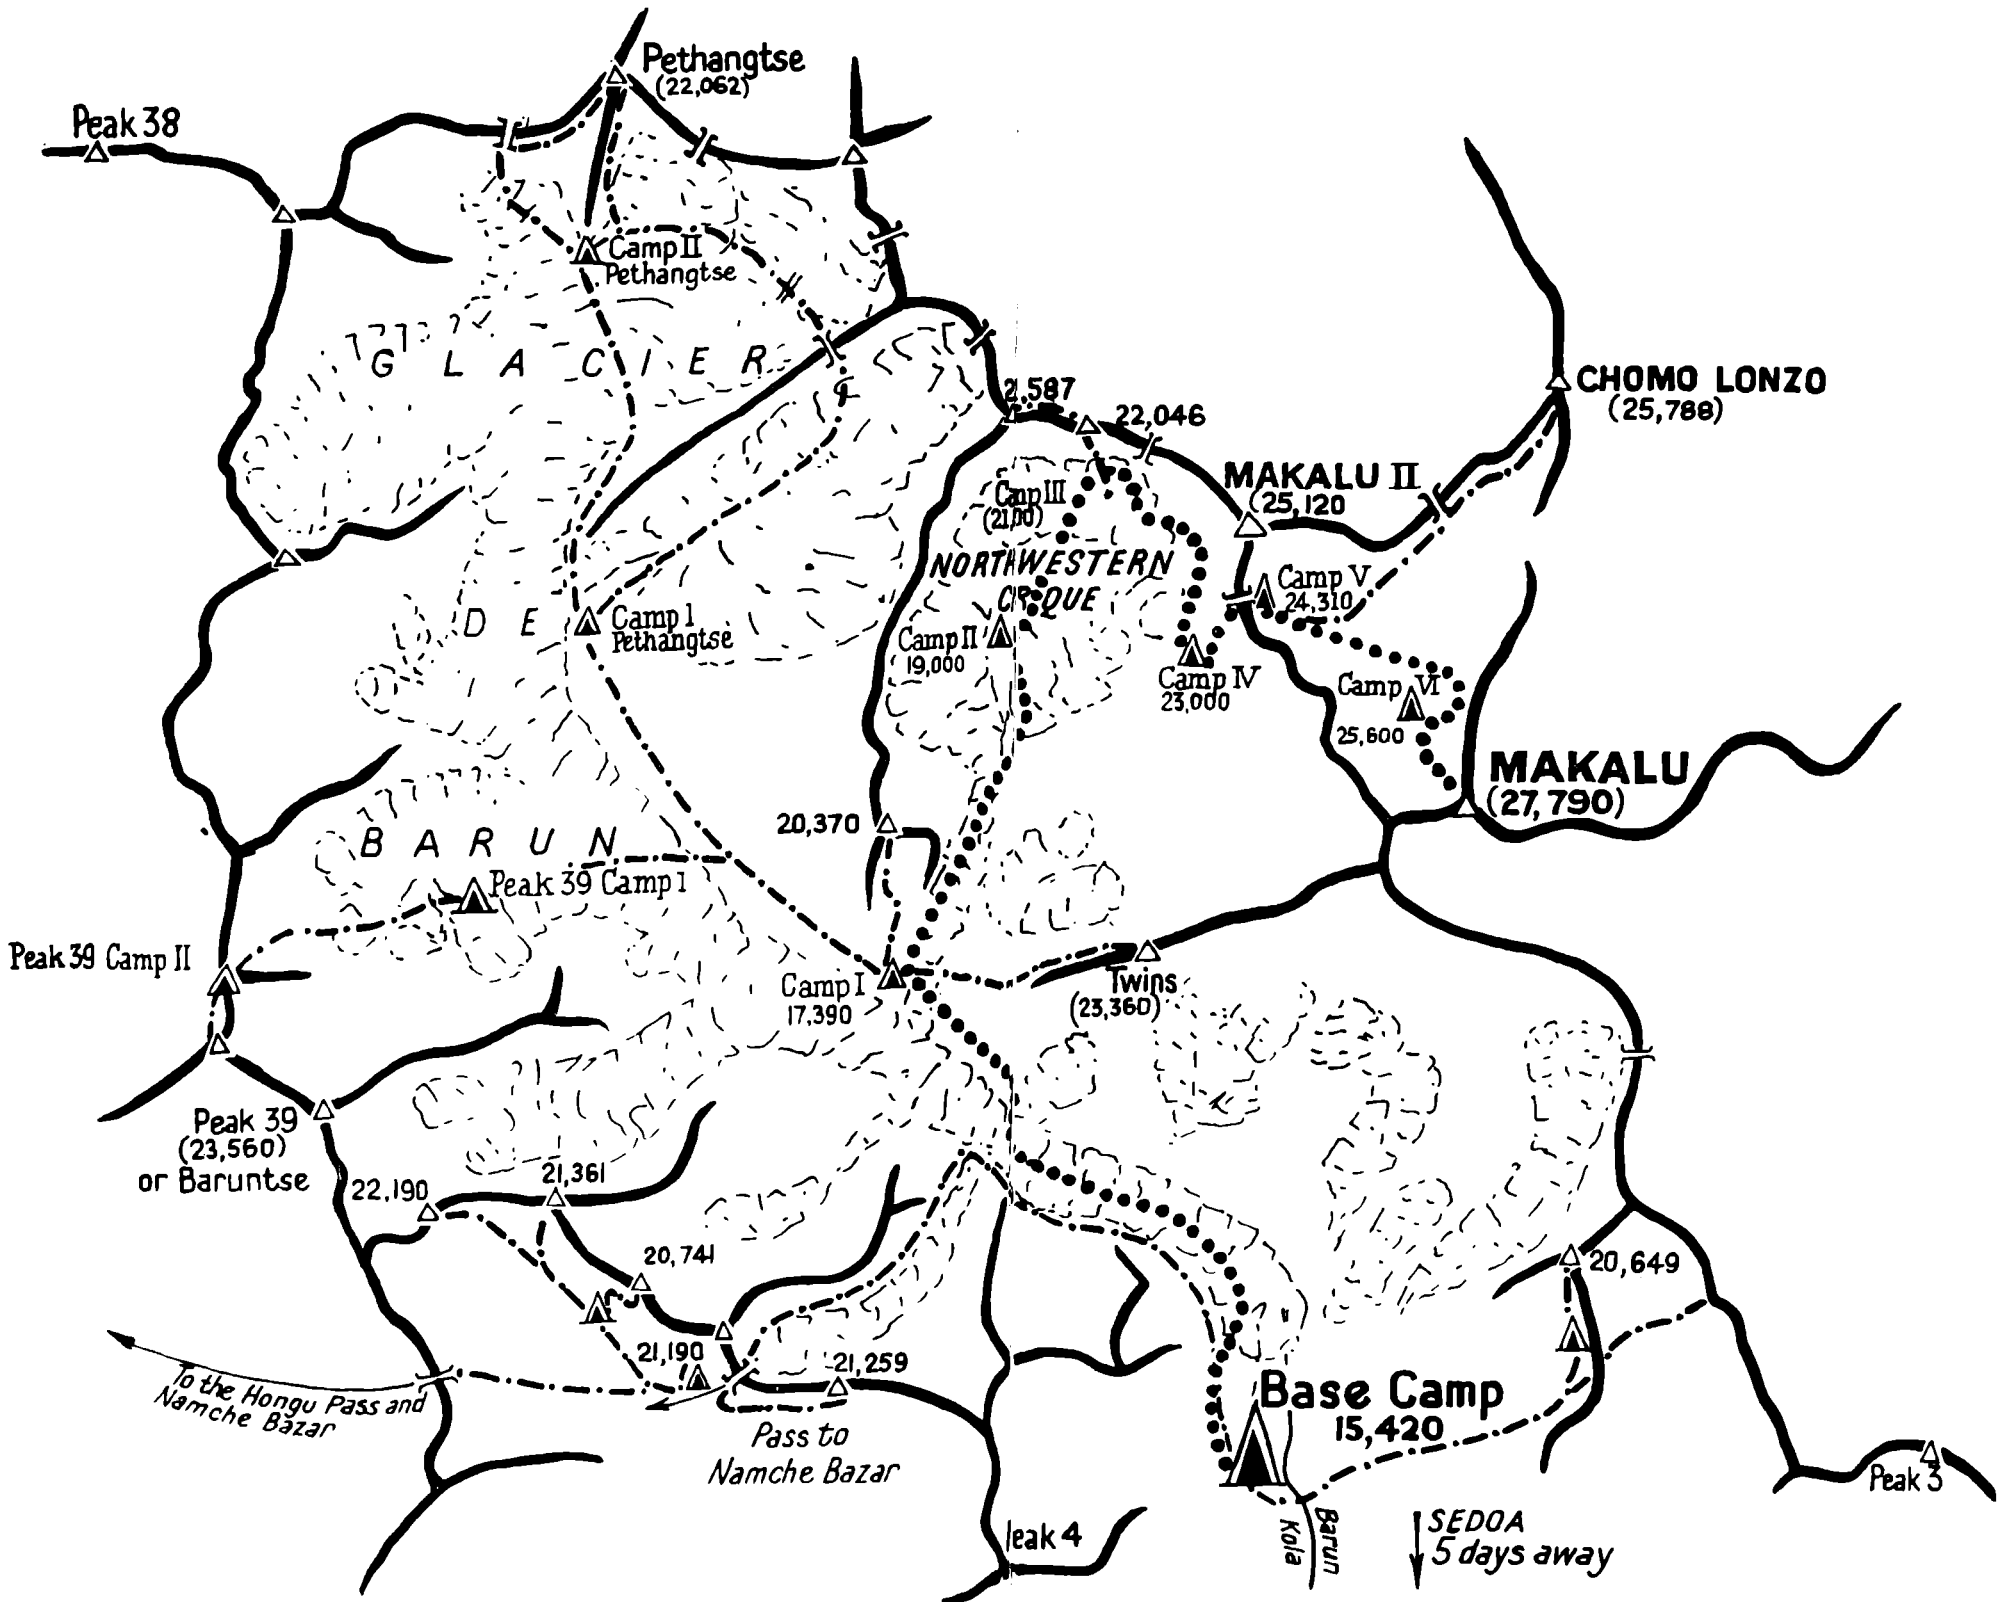 Pethangtse
(22,062)
Peak 38
Camp II
Pethangtse
GLACIER
CHOMO LONZO
(25,788)
2,587
22,046
MAKALU II
(25,120)
Camp III
NORTHWESTERN
CIRQUE
Camp V
24,310
DE
Camp I
Pethangtse
Camp II
19,000
Camp IV
23,000
Camp VI
25,600
MAKALU
(27,790)
20,370
BARUN
Peak 39 Camp I
Peak 39 Camp II
Camp I
17,390
Twins
(23,360)
Peak 39
(23,560)
or Baruntse
22,190
21,361
20,741
20,649
21,190
21,259
To the Hongu Pass and
Namche Bazar
Pass to
Namche Bazar
Base Camp
15,420
Peak 3
Barun
Kola
SEDOA
5 days away
eak 4